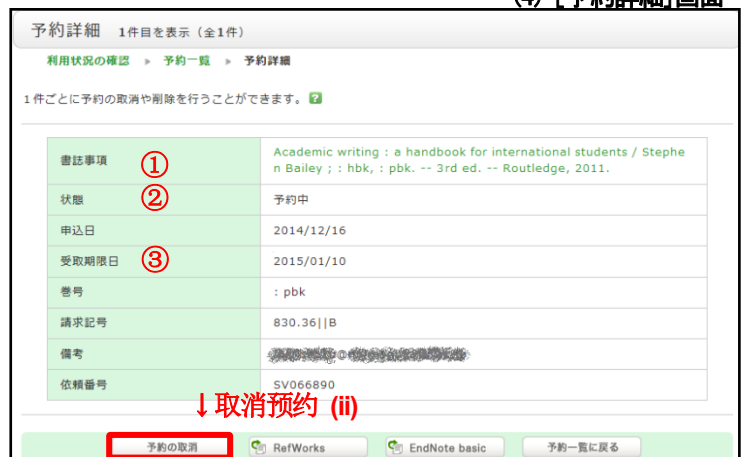 (4) [予約詳細]画面
予約詳細 1件目を表示（全1件）
利用状況の確認 » 予約一覧 » 予約詳細
1件ごとに予約の取消や削除を行うことができます。 ?
書誌事項 ① Academic writing : a handbook for international students / Stephe
n Bailey ; : hbk, : pbk. -- 3rd ed. -- Routledge, 2011.
状態 ② 予約中
申込日 2014/12/16
受取期限日 ③ 2015/01/10
巻号 : pbk
請求記号 830.36||B
備考
依頼番号 SV066890
↓取消预约 (ii)
予約の取消 RefWorks EndNote basic 予約一覧に戻る